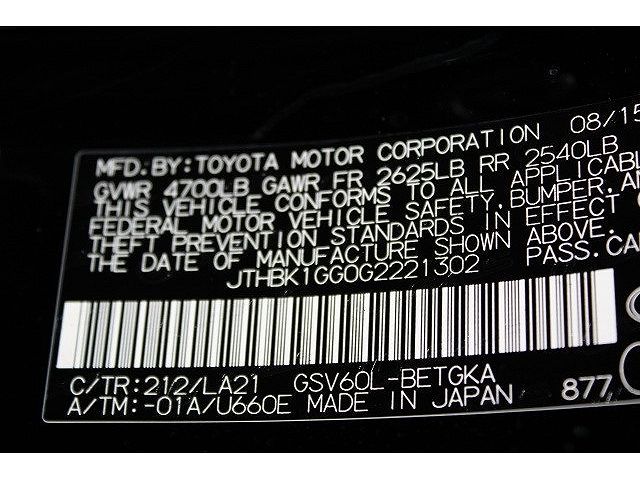 MFD.BY:TOYOTA MOTOR CORPORATION 08/15
GVWR 4700LB GAWR FR 2625LB RR 2540LB
THIS VEHICLE CONFORMS TO ALL APPLICABL
FEDERAL MOTOR VEHICLE SAFETY,BUMPER,AN
THEFT PREVENTION STANDARDS IN EFFECT O
THE DATE OF MANUFACTURE SHOWN ABOVE.
JTHBK1GG0G2221302 PASS.CA
C/TR:212/LA21 GSV60L-BETGKA
A/TM:-01A/U660E MADE IN JAPAN 877